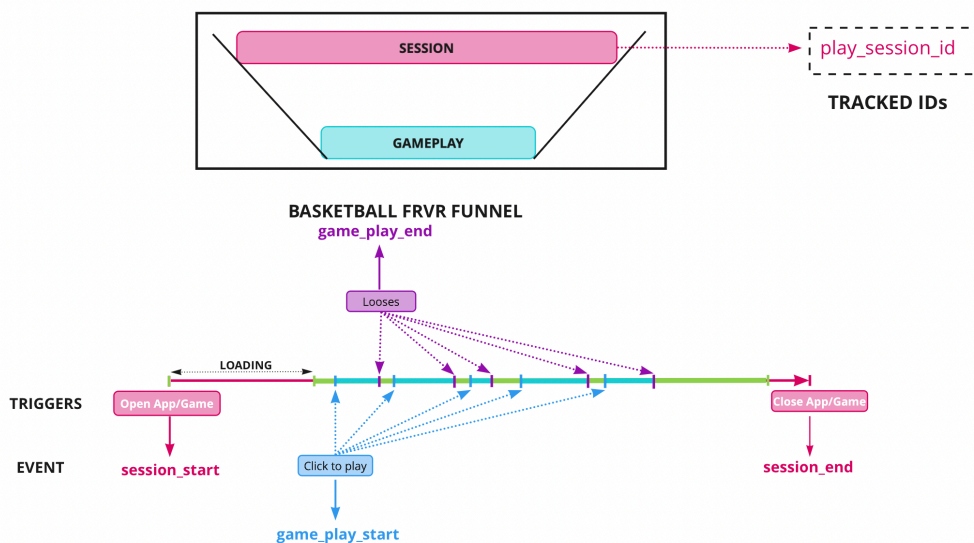 SESSION
play_session_id
TRACKED IDs
GAMEPLAY
BASKETBALL FRVR FUNNEL
game_play_end
Looses
LOADING
TRIGGERS
Open App/Game
Close App/Game
EVENT
session_start
Click to play
session_end
game_play_start